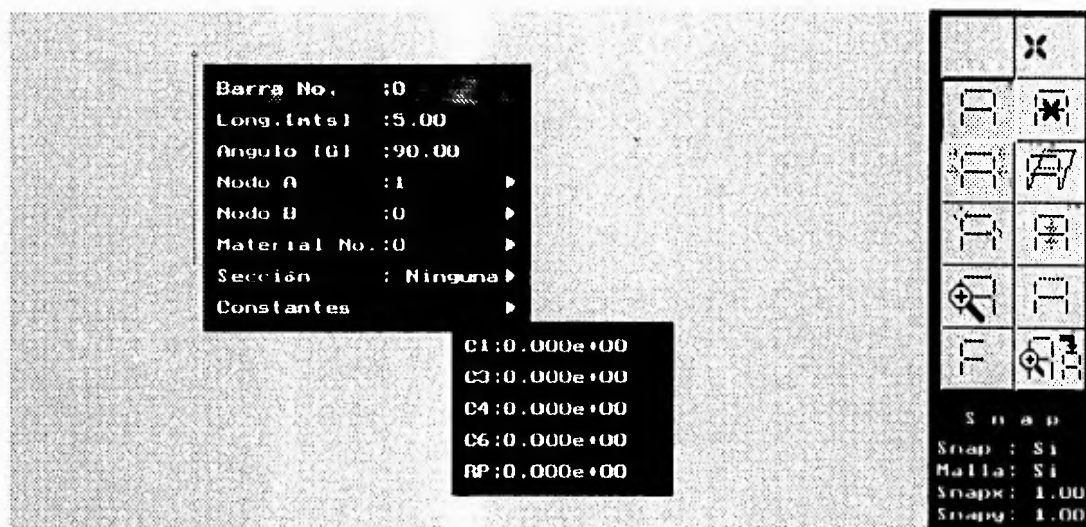 Barra No. :0
Long.[mts] :5.00
Angulo [G] :90.00
Nodo A :1
Nodo B :0
Material No.:0
Sección : Ninguna
Constantes
C1:0.000e+00
C3:0.000e+00
C4:0.000e+00
C6:0.000e+00
RP:0.000e+00
S n a p
Snap : Si
Malla: Si
Snapx: 1.00
Snapy: 1.00